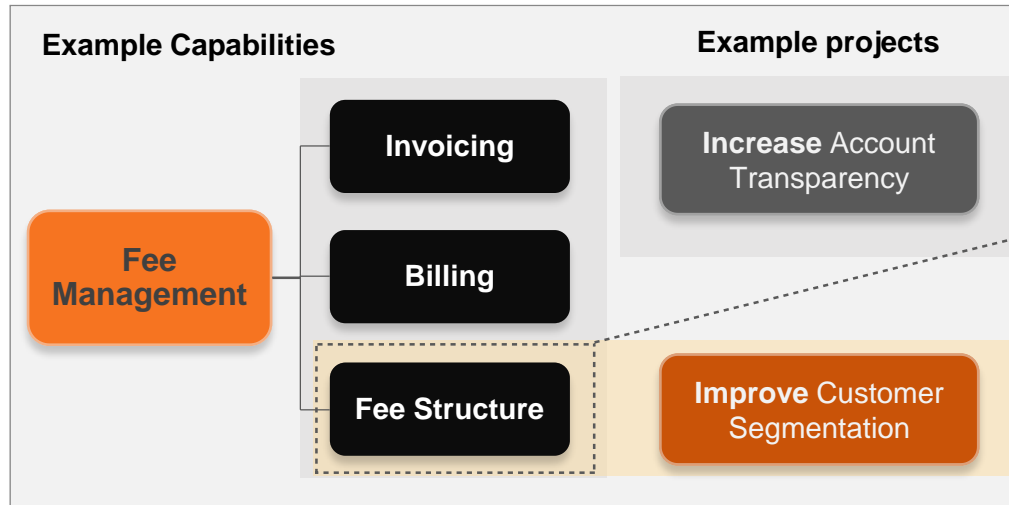 Example Capabilities
Example projects
Invoicing
Increase Account
Transparency
Fee
Management
Billing
Fee Structure
Improve Customer
Segmentation